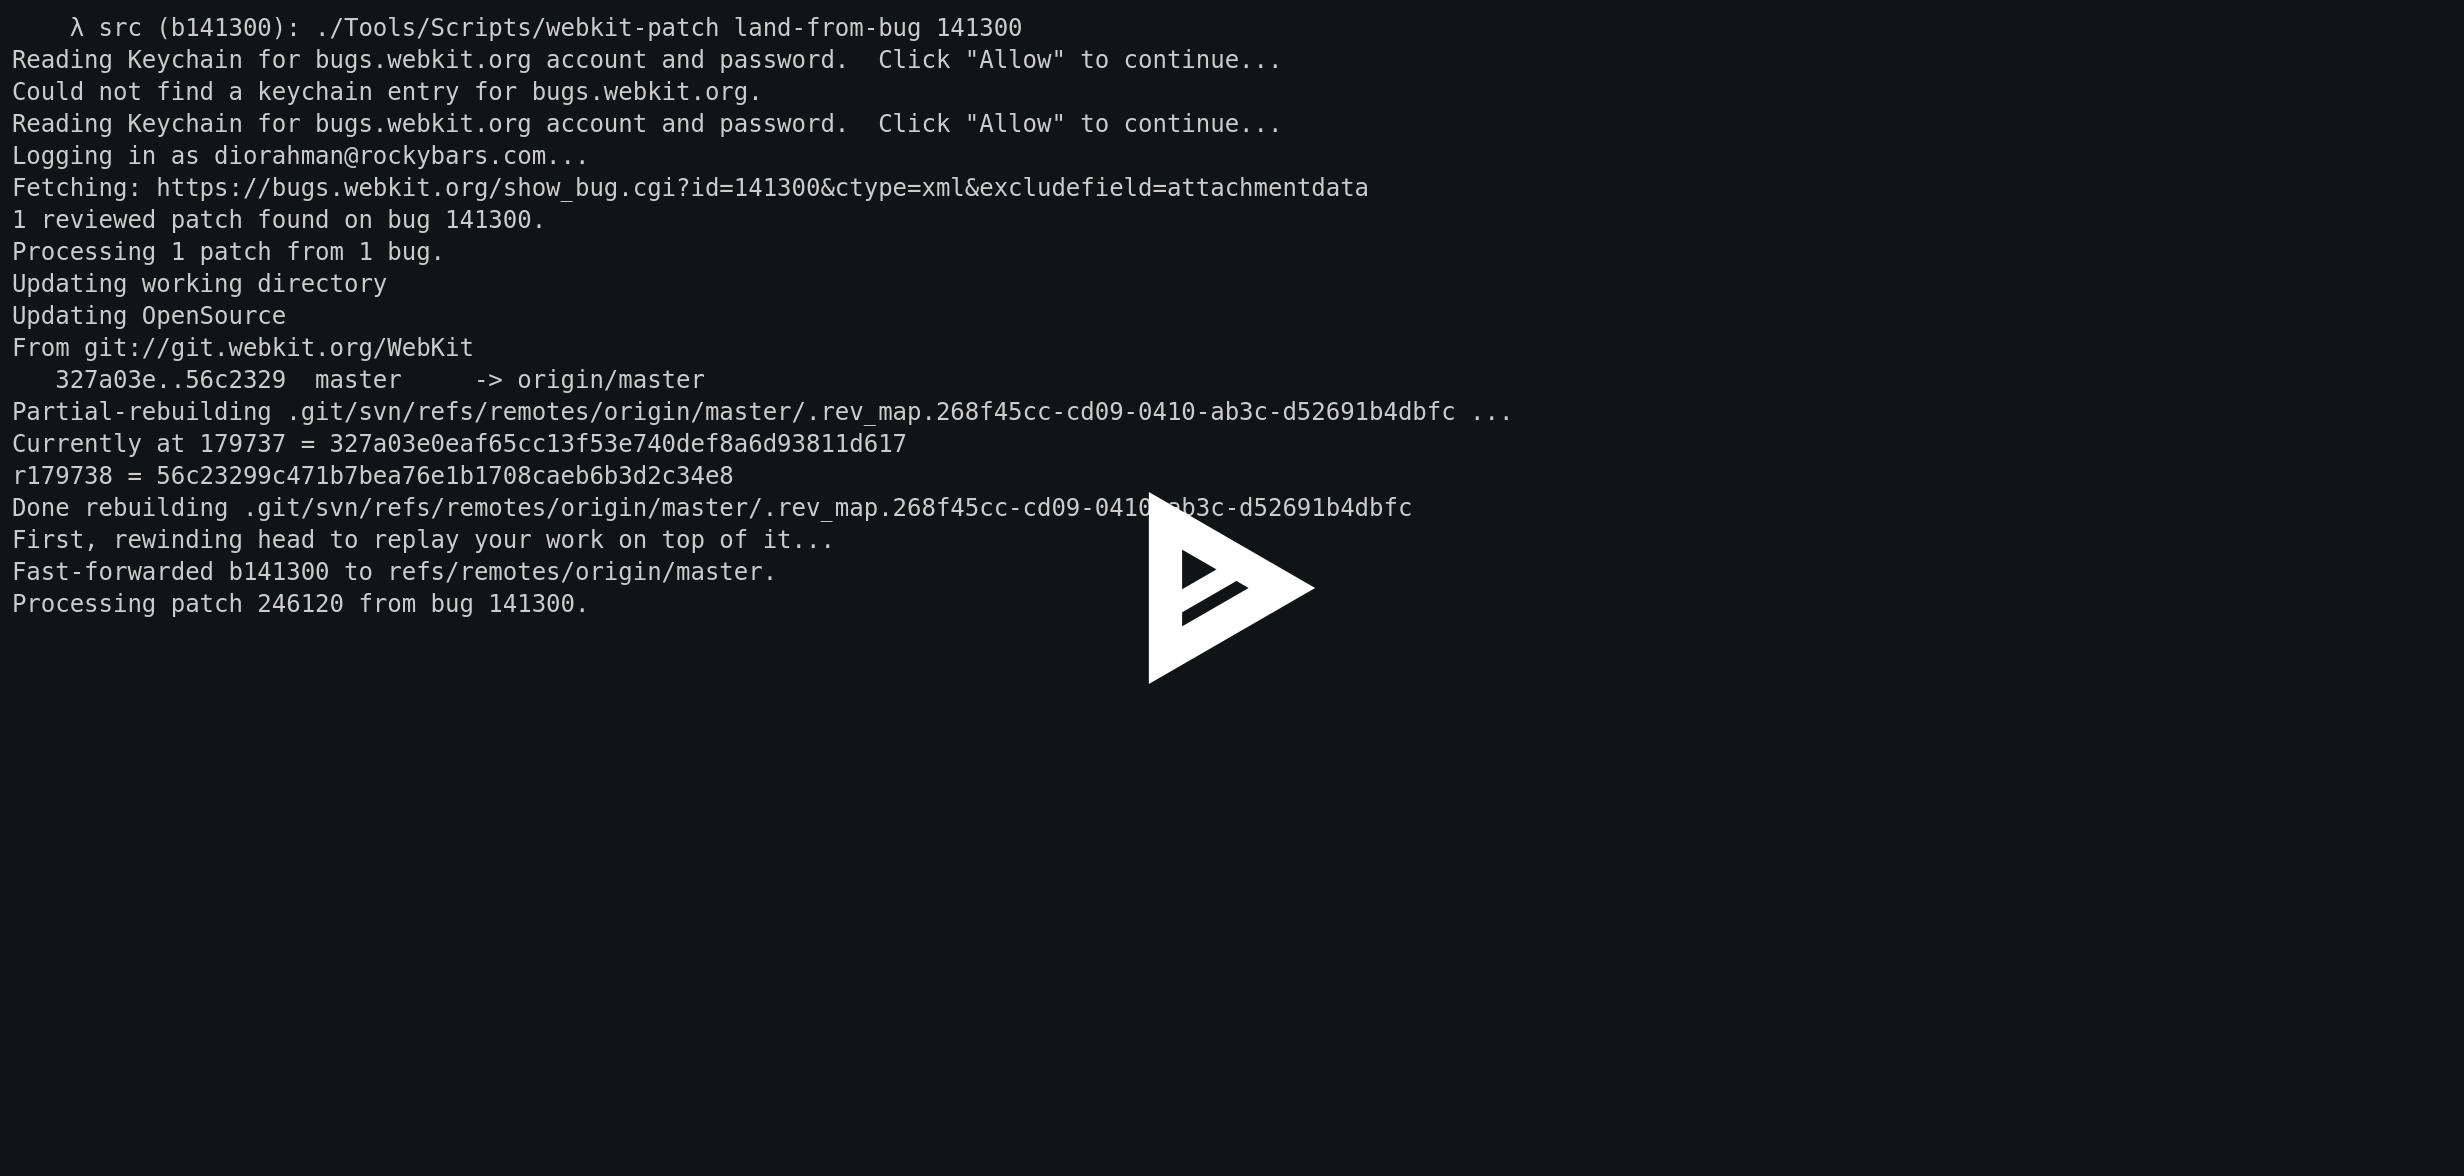 λ src (b141300): ./Tools/Scripts/webkit-patch land-from-bug 141300
Reading Keychain for bugs.webkit.org account and password.  Click "Allow" to continue...
Could not find a keychain entry for bugs.webkit.org.
Reading Keychain for bugs.webkit.org account and password.  Click "Allow" to continue...
Logging in as diorahman@rockybars.com...
Fetching: https://bugs.webkit.org/show_bug.cgi?id=141300&ctype=xml&excludefield=attachmentdata
1 reviewed patch found on bug 141300.
Processing 1 patch from 1 bug.
Updating working directory
Updating OpenSource
From git://git.webkit.org/WebKit
   327a03e..56c2329  master     -> origin/master
Partial-rebuilding .git/svn/refs/remotes/origin/master/.rev_map.268f45cc-cd09-0410-ab3c-d52691b4dbfc ...
Currently at 179737 = 327a03e0eaf65cc13f53e740def8a6d93811d617
r179738 = 56c23299c471b7bea76e1b1708caeb6b3d2c34e8
Done rebuilding .git/svn/refs/remotes/origin/master/.rev_map.268f45cc-cd09-0410-ab3c-d52691b4dbfc
First, rewinding head to replay your work on top of it...
Fast-forwarded b141300 to refs/remotes/origin/master.
Processing patch 246120 from bug 141300.